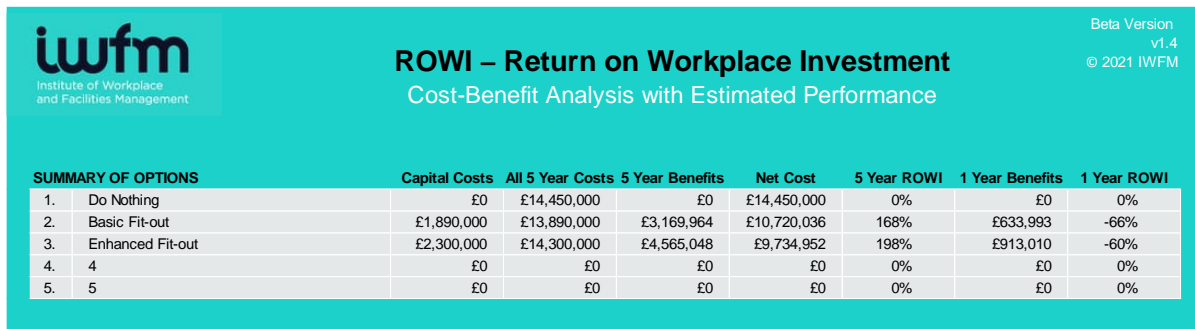 iwfm
Institute of Workplace
and Facilities Management
ROWI – Return on Workplace Investment
Cost-Benefit Analysis with Estimated Performance
Beta Version
v1.4
© 2021 IWFM
SUMMARY OF OPTIONS Capital Costs All 5 Year Costs 5 Year Benefits Net Cost 5 Year ROWI 1 Year Benefits 1 Year ROWI
1. Do Nothing £0 £14,450,000 £0 £14,450,000 0% £0 0%
2. Basic Fit-out £1,890,000 £13,890,000 £3,169,964 £10,720,036 168% £633,993 -66%
3. Enhanced Fit-out £2,300,000 £14,300,000 £4,565,048 £9,734,952 198% £913,010 -60%
4. 4 £0 £0 £0 £0 0% £0 0%
5. 5 £0 £0 £0 £0 0% £0 0%